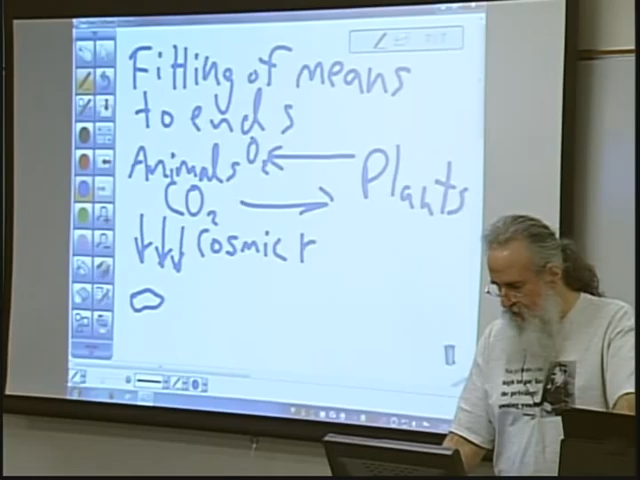 Fitting of means
to ends
Animals O₂ ← Plants
CO₂ →
↓↓↓ Cosmic r